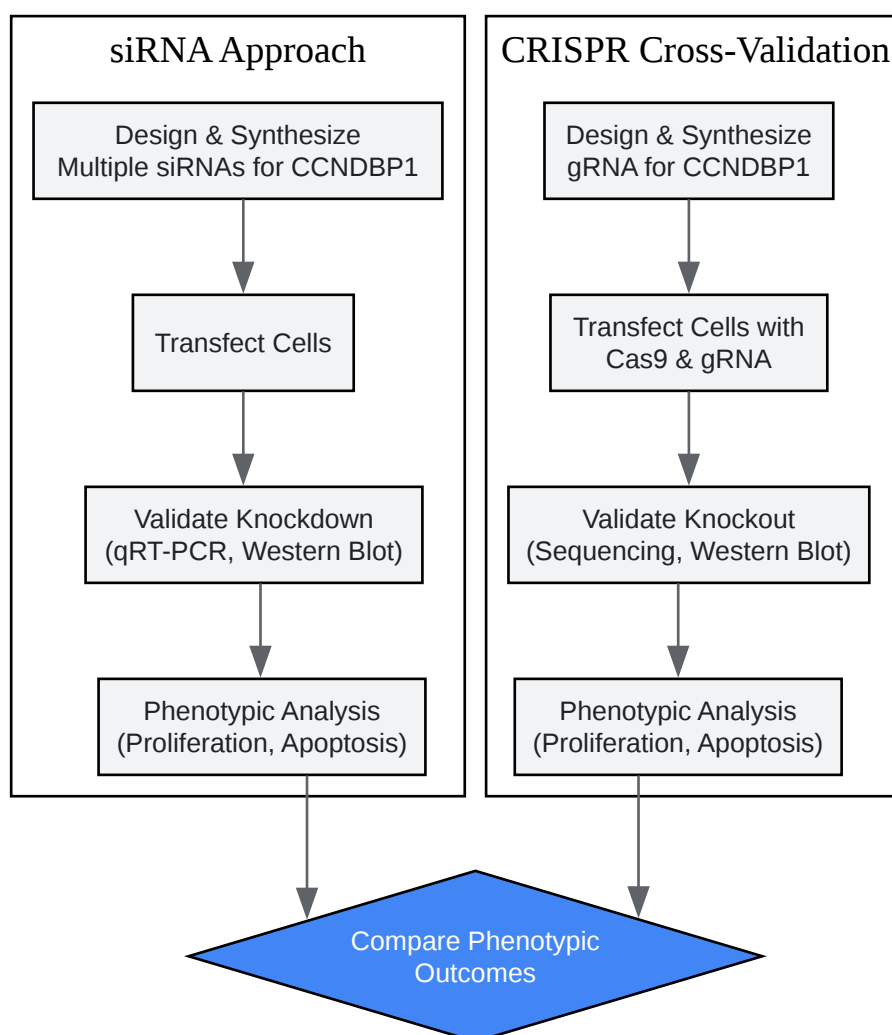 siRNA Approach
Design & Synthesize
Multiple siRNAs for CCNDBP1
Transfect Cells
Validate Knockdown
(qRT-PCR, Western Blot)
Phenotypic Analysis
(Proliferation, Apoptosis)
CRISPR Cross-Validation
Design & Synthesize
gRNA for CCNDBP1
Transfect Cells with
Cas9 & gRNA
Validate Knockout
(Sequencing, Western Blot)
Phenotypic Analysis
(Proliferation, Apoptosis)
Compare Phenotypic
Outcomes